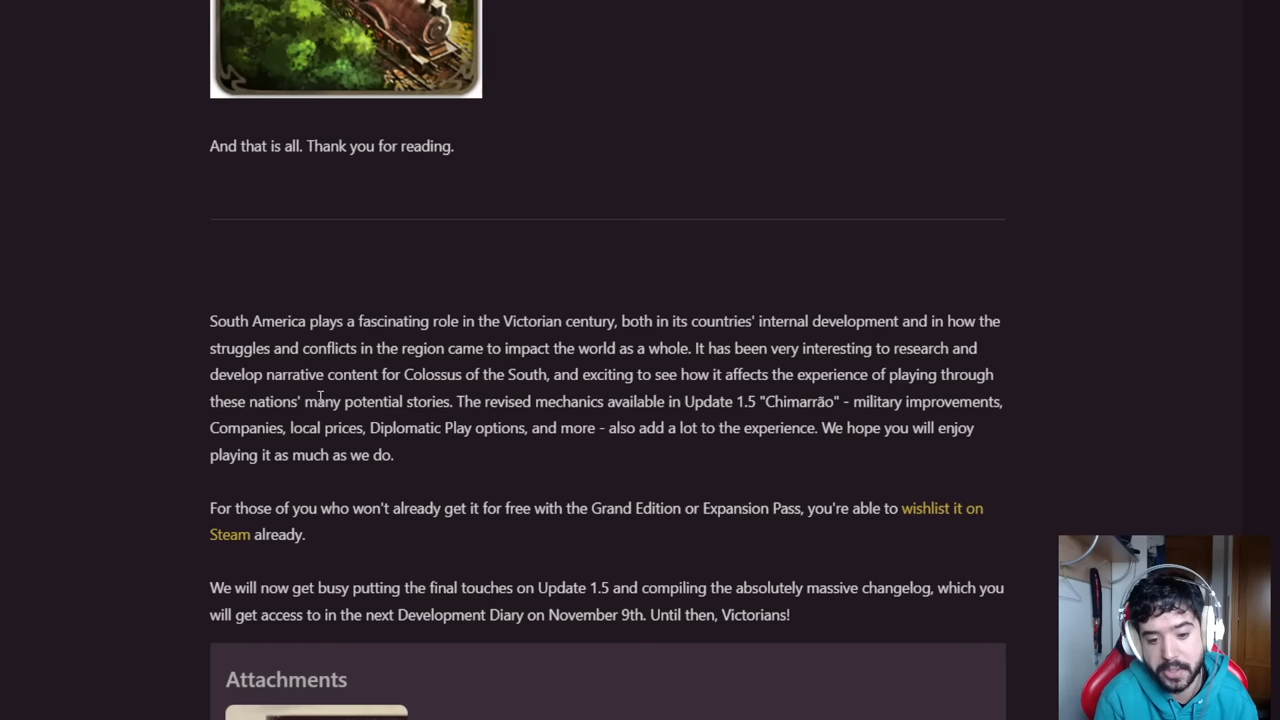 And that is all. Thank you for reading.
South America plays a fascinating role in the Victorian century, both in its countries' internal development and in how the
struggles and conflicts in the region came to impact the world as a whole. It has been very interesting to research and
develop narrative content for Colossus of the South, and exciting to see how it affects the experience of playing through
these nations' many potential stories. The revised mechanics available in Update 1.5 "Chimarrão" - military improvements,
Companies, local prices, Diplomatic Play options, and more - also add a lot to the experience. We hope you will enjoy
playing it as much as we do.
For those of you who won't already get it for free with the Grand Edition or Expansion Pass, you're able to wishlist it on
Steam already.
We will now get busy putting the final touches on Update 1.5 and compiling the absolutely massive changelog, which you
will get access to in the next Development Diary on November 9th. Until then, Victorians!
Attachments